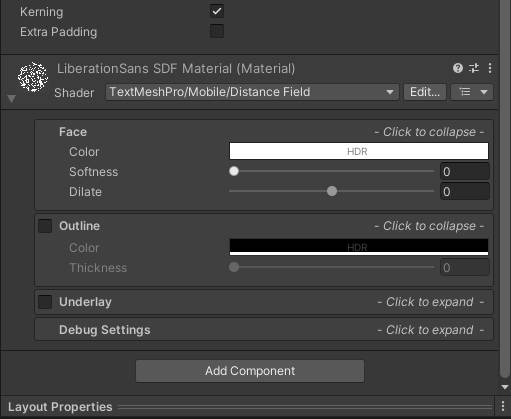 Kerning
Extra Padding
LiberationSans SDF Material (Material)
Shader TextMeshPro/Mobile/Distance Field Edit...
Face - Click to collapse -
Color HDR
Softness 0
Dilate 0
Outline - Click to collapse -
Color HDR
Thickness 0
Underlay - Click to expand -
Debug Settings - Click to expand -
Add Component
Layout Properties